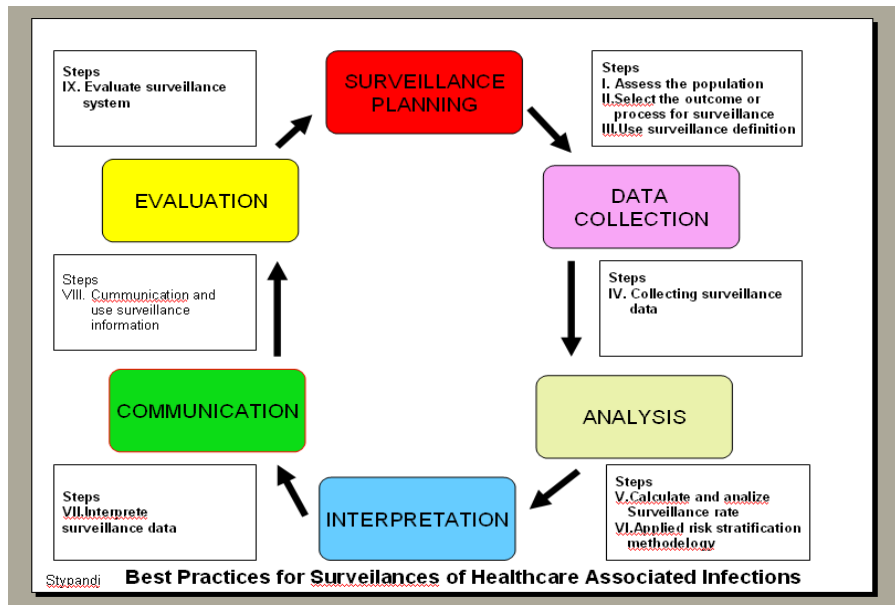 Steps
IX. Evaluate surveillance
system
SURVEILLANCE
PLANNING
Steps
I. Assess the population
II.Select the outcome or
process for surveillance
III.Use surveillance definition
EVALUATION
DATA
COLLECTION
Steps
VIII. Cummunication and
use surveillance
information
Steps
IV. Collecting surveillance
data
COMMUNICATION
ANALYSIS
Steps
VII.Interprete
surveillance data
INTERPRETATION
Steps
V.Calculate and analize
Surveillance rate
VI.Applied risk stratification
methodelogy
Stypandi
Best Practices for Surveilances of Healthcare Associated Infections